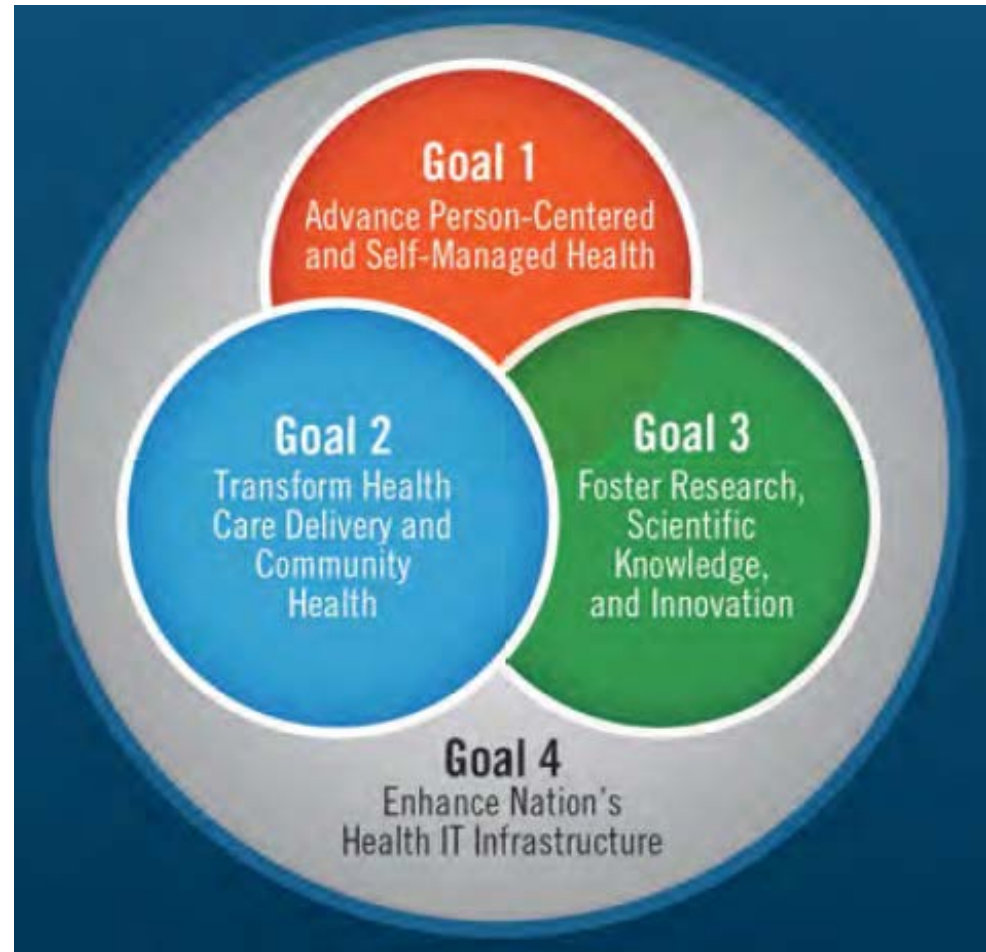 Goal 1
Advance Person-Centered
and Self-Managed Health
Goal 2
Transform Health
Care Delivery and
Community
Health
Goal 3
Foster Research,
Scientific
Knowledge,
and Innovation
Goal 4
Enhance Nation's
Health IT Infrastructure